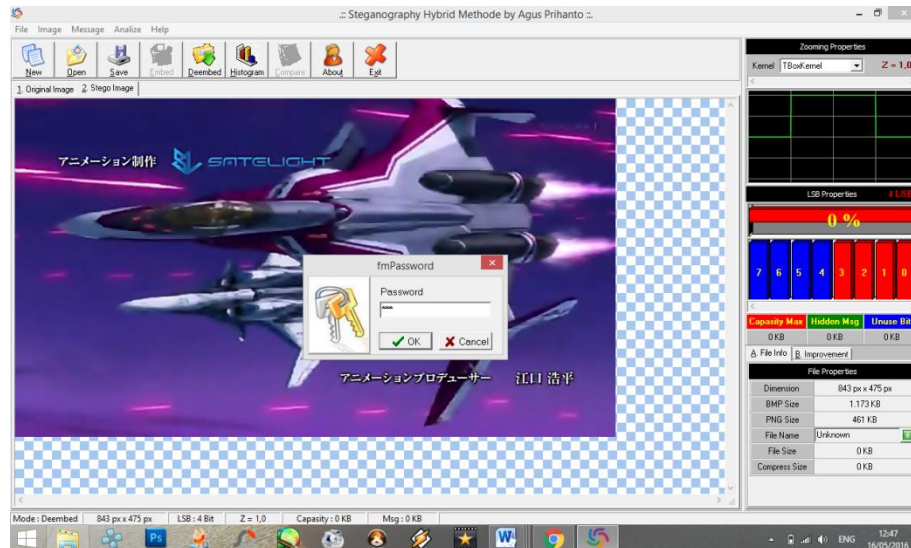 .:: Steganography Hybrid Methode by Agus Prihanto ::.
File Image Message Analize Help
New Open Save Embed Deembed Histogram Compare About Exit
1. Original Image 2. Stego Image
アニメーション制作 SATELIGHT
fmPassword
Password
***
OK Cancel
アニメーションプロデューサー 江口 浩平
Zooming Properties
Kernel TBoxKernel Z = 1,0
LSB Properties 4 LSB
0 %
7 6 5 4 3 2 1 0
Capasity Max Hidden Msg Unuse Bit
0 KB 0 KB 0 KB
A. File Info B. Improvement
File Properties
Dimension 843 px x 475 px
BMP Size 1.173 KB
PNG Size 461 KB
File Name Unknown
File Size 0 KB
Compress Size 0 KB
Mode : Deembed 843 px x 475 px LSB : 4 Bit Z = 1,0 Capasity : 0 KB Msg : 0 KB
Ps W ENG 12:47
16/05/2016